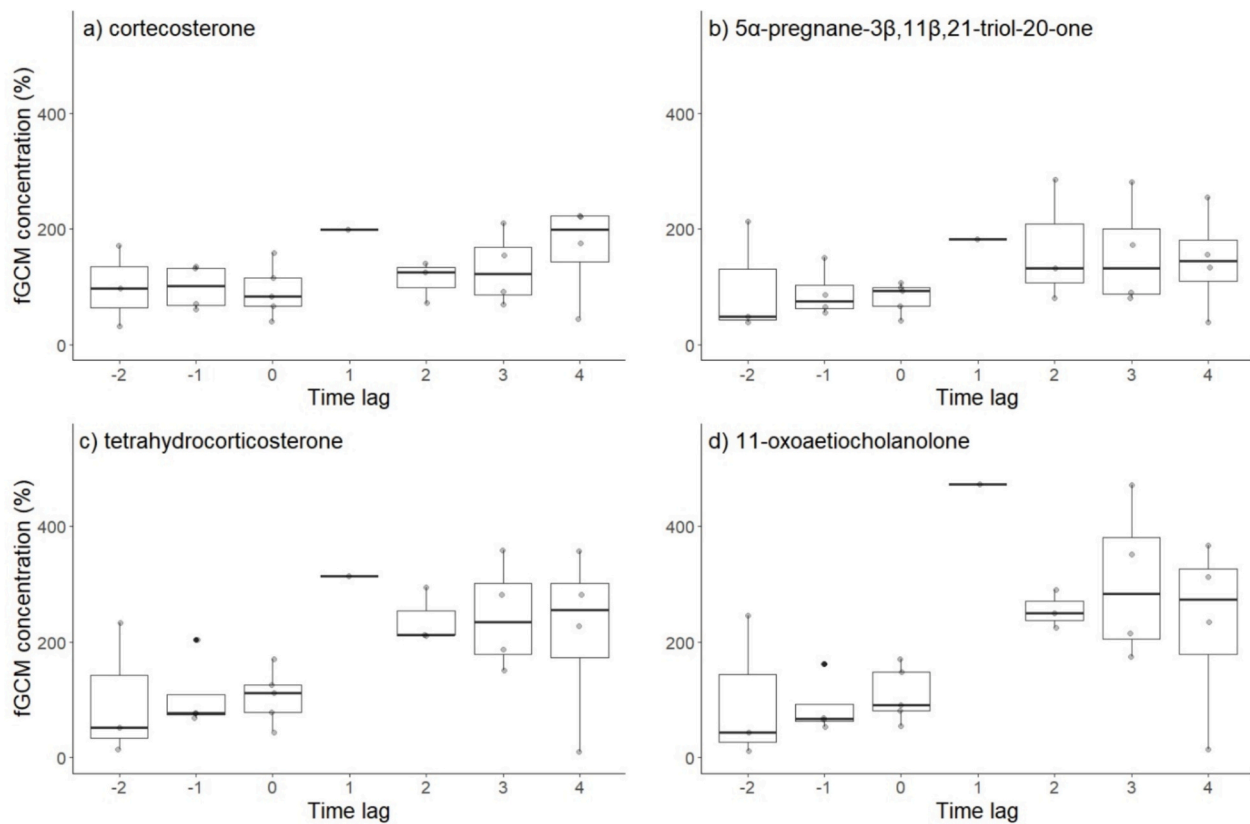 a) cortecosterone
fGCM concentration (%)
400
200
0
-2 -1 0 1 2 3 4
Time lag
b) 5α-pregnane-3β,11β,21-triol-20-one
400
200
0
-2 -1 0 1 2 3 4
Time lag
c) tetrahydrocorticosterone
fGCM concentration (%)
400
200
0
-2 -1 0 1 2 3 4
Time lag
d) 11-oxoaetiocholanolone
400
200
0
-2 -1 0 1 2 3 4
Time lag